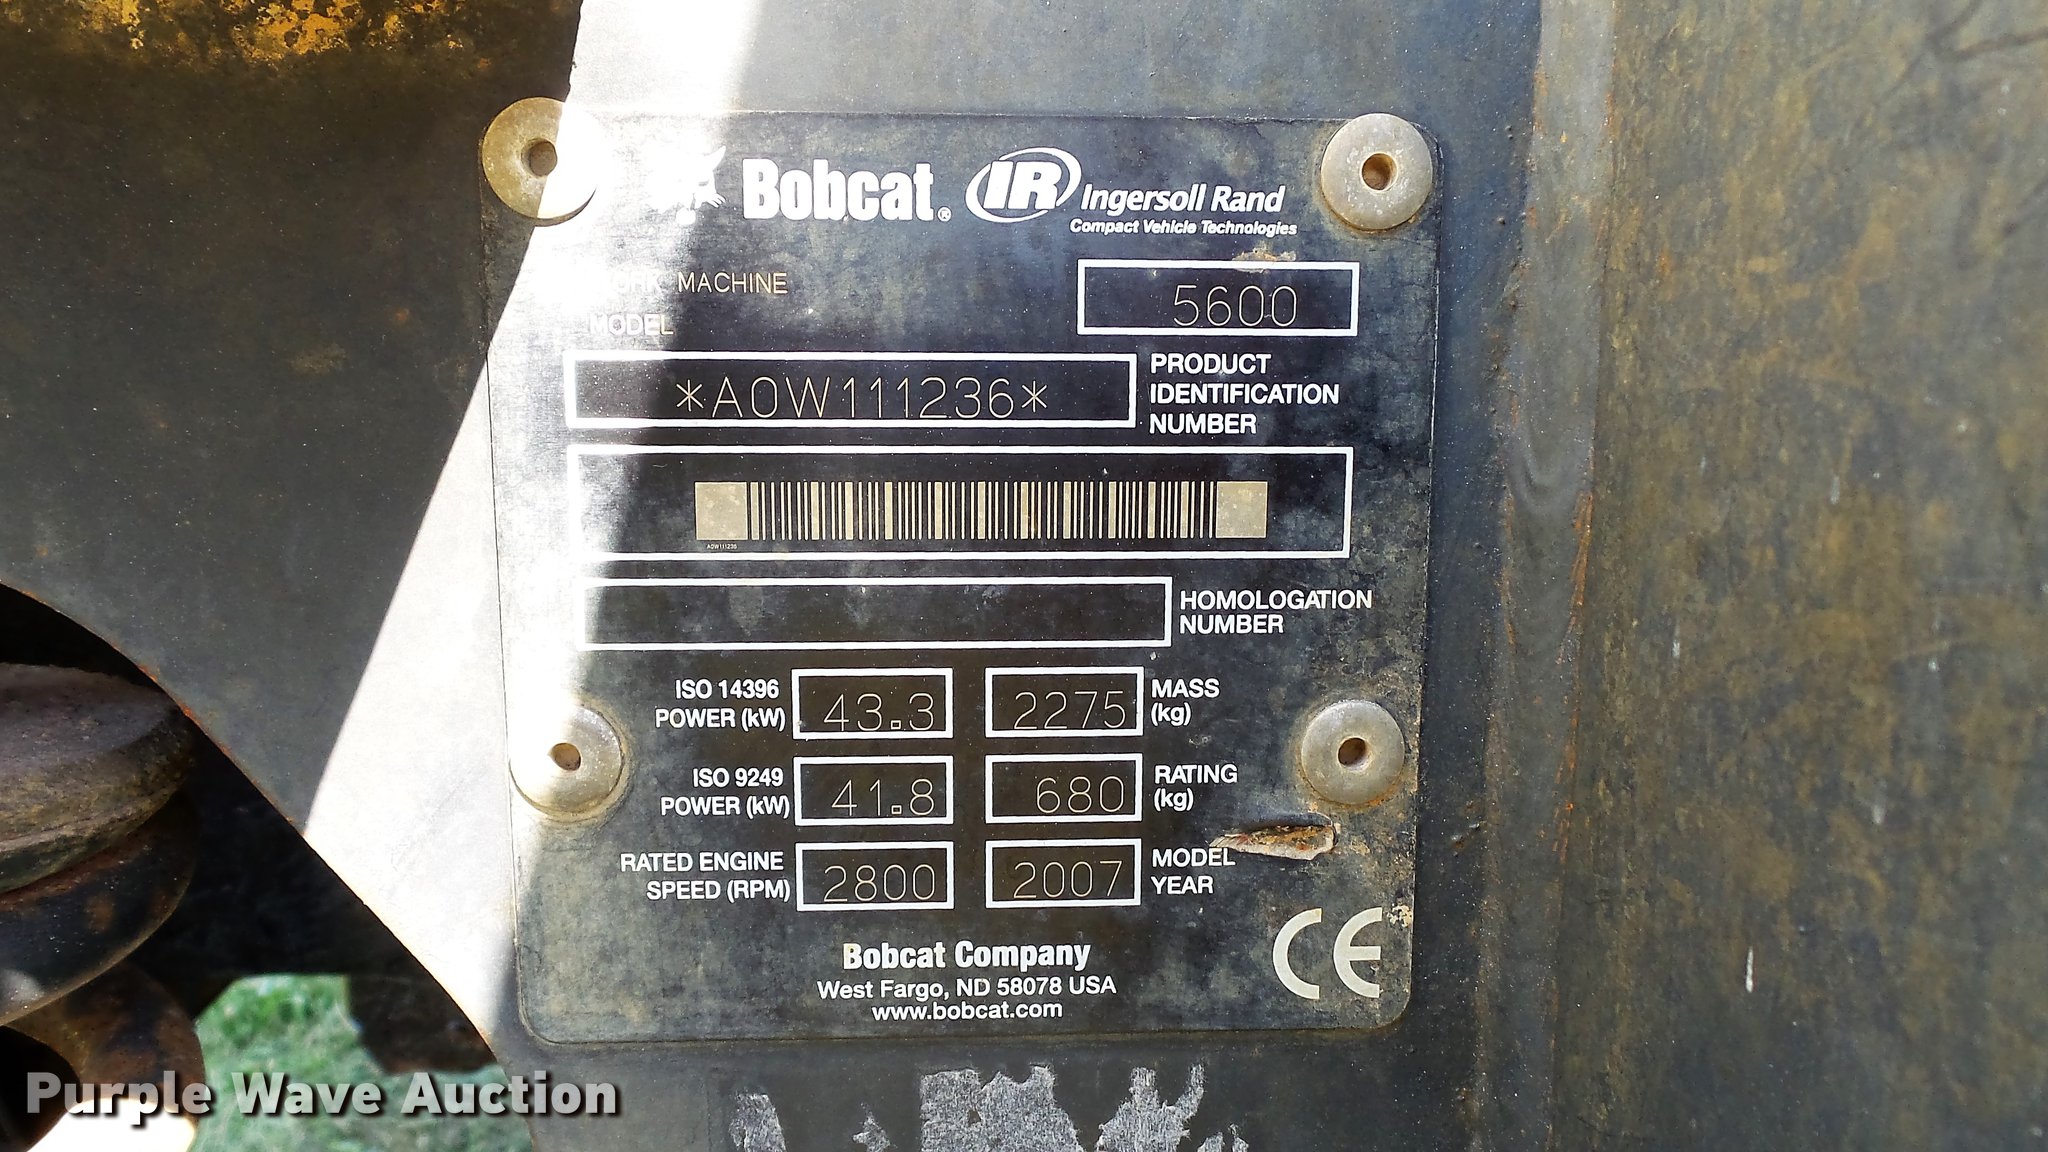 Bobcat® IR Ingersoll Rand
Compact Vehicle Technologies
WORK MACHINE
MODEL
5600
*A0W111236*
PRODUCT
IDENTIFICATION
NUMBER
A0W111236
HOMOLOGATION
NUMBER
ISO 14396
POWER (kW)
43.3
2275
MASS
(kg)
ISO 9249
POWER (kW)
41.8
680
RATING
(kg)
RATED ENGINE
SPEED (RPM)
2800
2007
MODEL
YEAR
Bobcat Company
West Fargo, ND 58078 USA
www.bobcat.com
CE
Purple Wave Auction